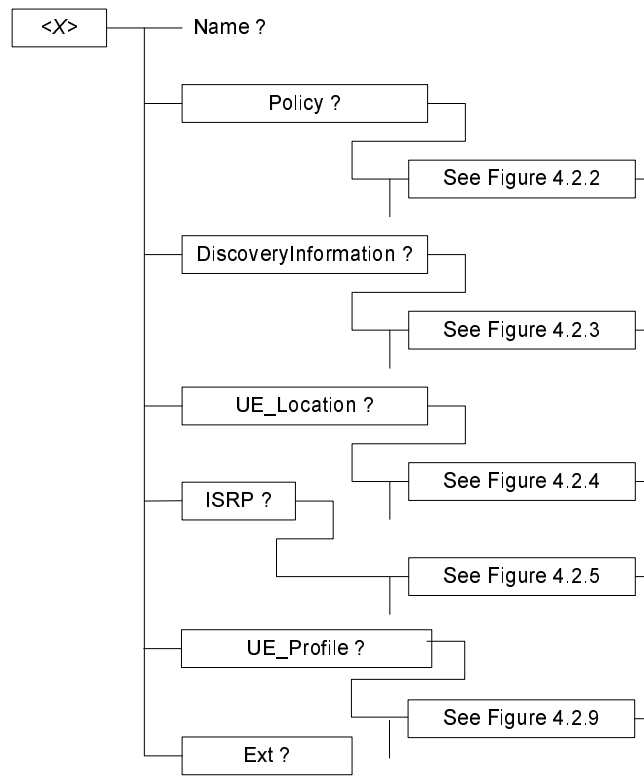 <X>
Name ?
Policy ?
See Figure 4.2.2
DiscoveryInformation ?
See Figure 4.2.3
UE_Location ?
See Figure 4.2.4
ISRP ?
See Figure 4.2.5
UE_Profile ?
See Figure 4.2.9
Ext ?